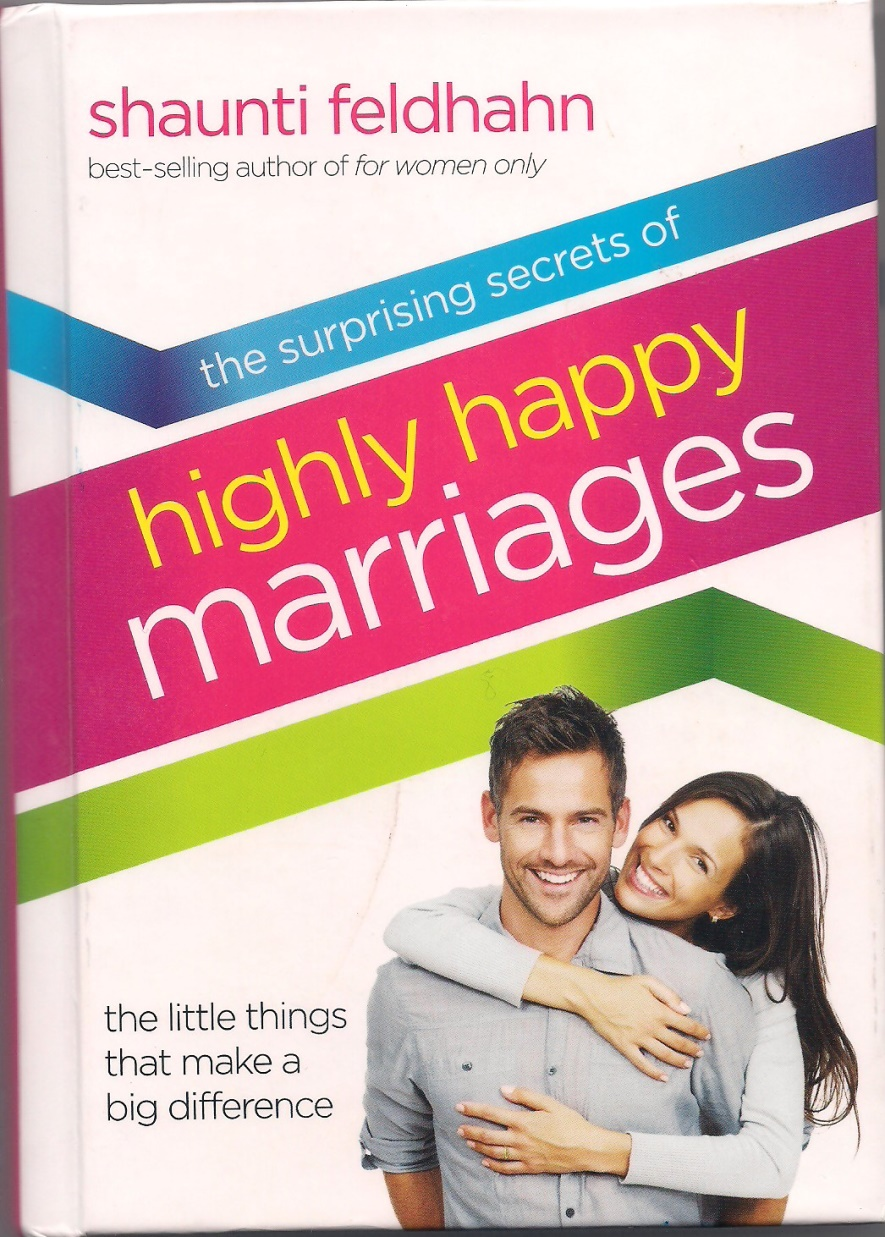 shaunti feldhahn
best-selling author of for women only
the surprising secrets of
highly happy
marriages
the little things
that make a
big difference